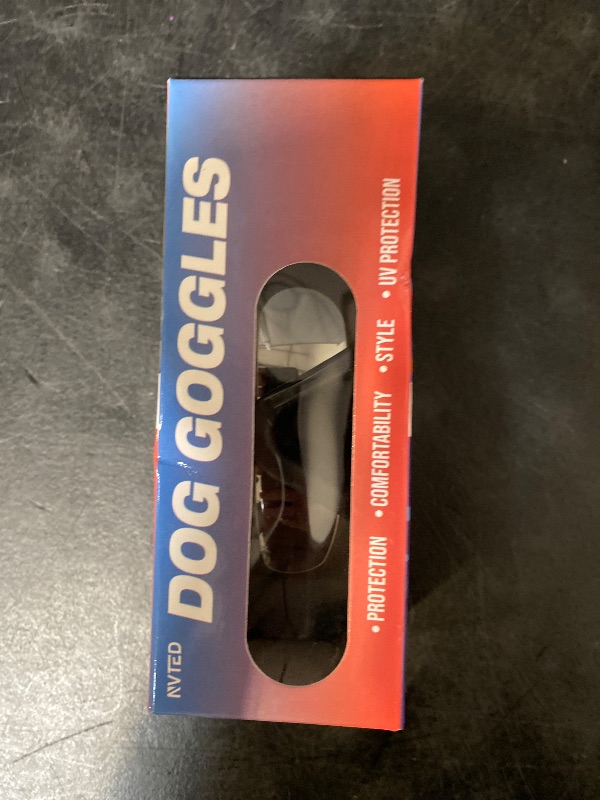 NVTED
DOG GOGGLES
• PROTECTION • COMFORTABILITY • STYLE • UV PROTECTION